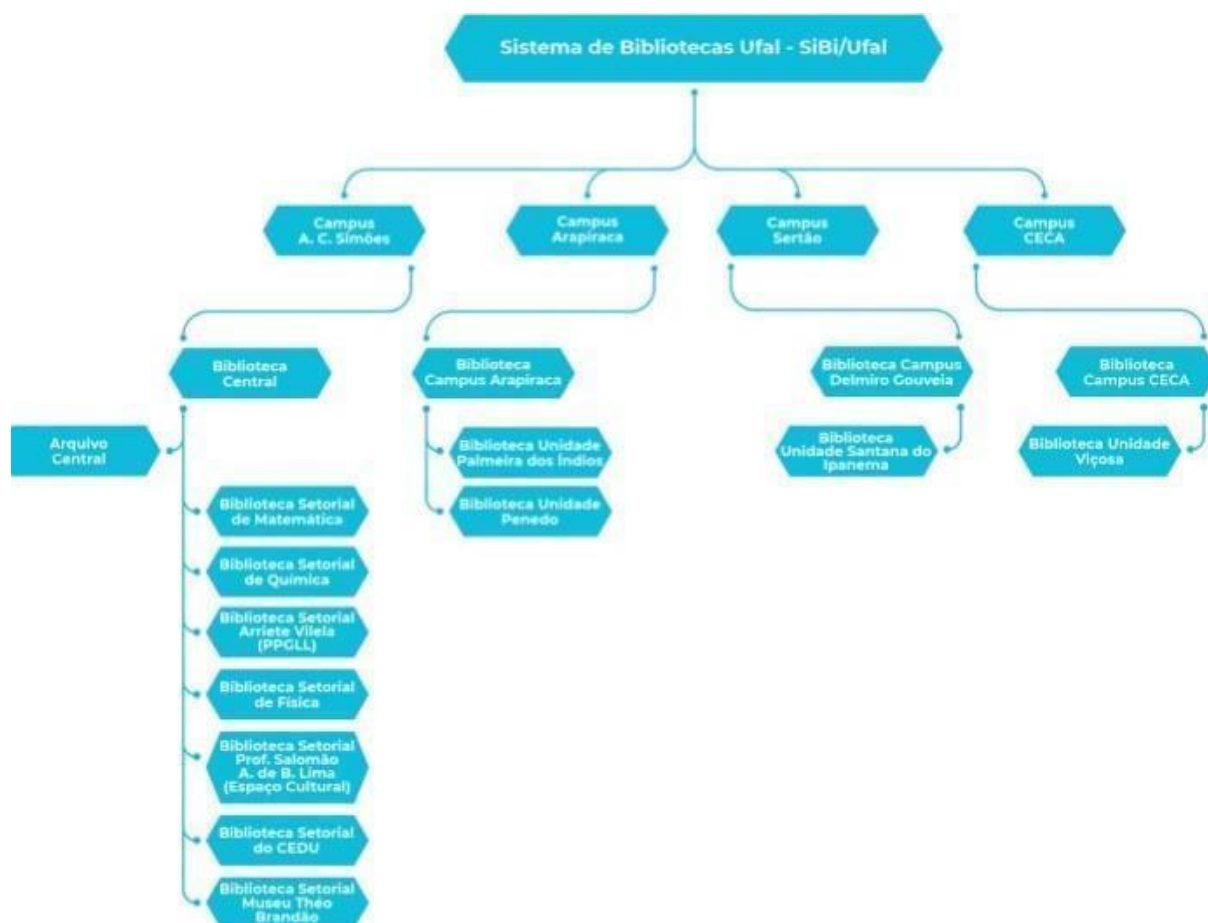 Sistema de Bibliotecas Ufal - SiBi/Ufal
Campus
A. C. Simões
Campus
Arapiraca
Campus
Sertão
Campus
CECA
Biblioteca
Central
Biblioteca
Campus Arapiraca
Biblioteca Campus
Delmiro Gouveia
Biblioteca
Campus CECA
Arquivo
Central
Biblioteca Unidade
Palmeira dos Índios
Biblioteca
Unidade Santana do
Ipanema
Biblioteca Unidade
Viçosa
Biblioteca Setorial
de Matemática
Biblioteca Unidade
Penedo
Biblioteca Setorial
de Química
Biblioteca Setorial
Arriete Vilela
(PPGLL)
Biblioteca Setorial
de Física
Biblioteca Setorial
Prof. Salomão
A. de B. Lima
(Espaço Cultural)
Biblioteca Setorial
do CEDU
Biblioteca Setorial
Museu Théo
Brandão